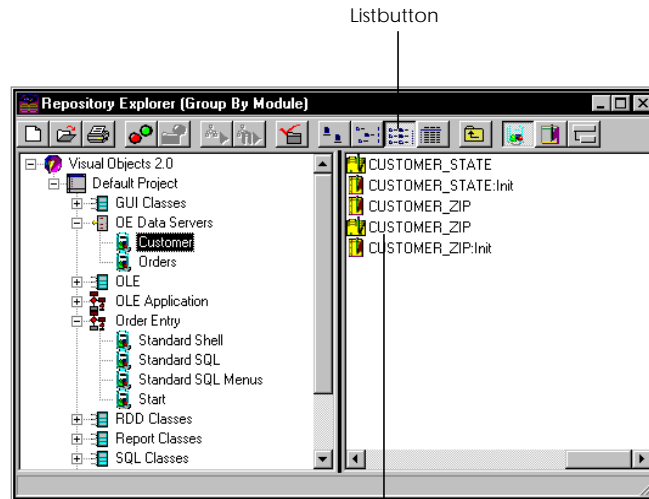 Listbutton
Repository Explorer (Group By Module)
Visual Objects 2.0
Default Project
GUI Classes
OE Data Servers
Customer
Orders
OLE
OLE Application
Order Entry
Standard Shell
Standard SQL
Standard SQL Menus
Start
RDD Classes
Report Classes
SQL Classes
CUSTOMER_STATE
CUSTOMER_STATE:Init
CUSTOMER_ZIP
CUSTOMER_ZIP
CUSTOMER_ZIP:Init